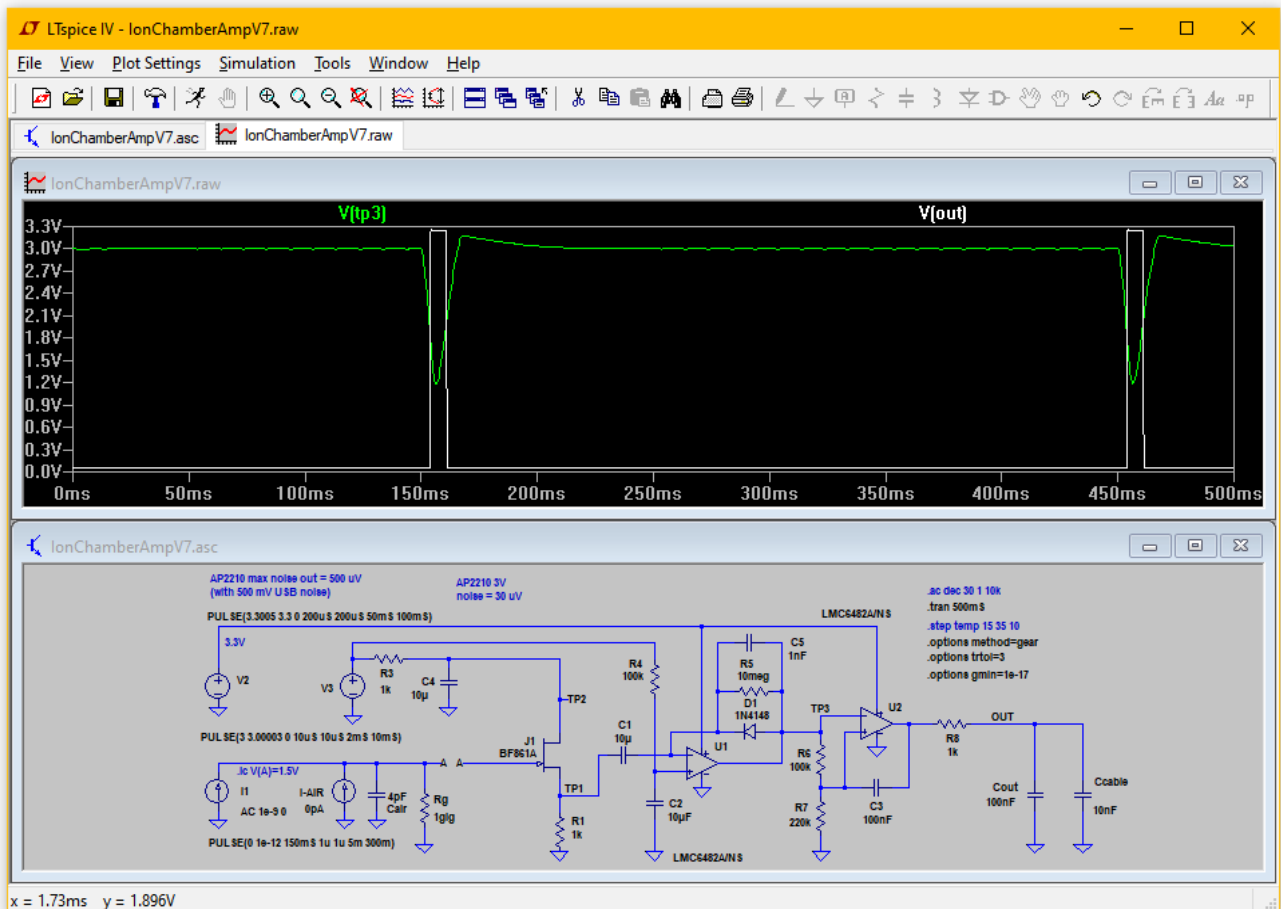 LTspice IV - IonChamberAmpV7.raw
File View Plot Settings Simulation Tools Window Help
IonChamberAmpV7.asc IonChamberAmpV7.raw
IonChamberAmpV7.raw
V(tp3) V(out)
3.3V
3.0V
2.7V
2.4V
2.1V
1.8V
1.5V
1.2V
0.9V
0.6V
0.3V
0.0V
0ms 50ms 100ms 150ms 200ms 250ms 300ms 350ms 400ms 450ms 500ms
IonChamberAmpV7.asc
AP2210 max noise out = 500 uV
(with 500 mV USB noise)
AP2210 3V
noise = 30 uV
PULSE(3.3005 3.3 0 200us 200us 50ms 100ms)
3.3V
V2
V3
R3
1k
C4
10µ
TP2
R4
100k
C1
10µ
C5
1nF
R5
10meg
D1
1N4148
U1
LMC6482A/NS
.ac dec 30 1 10k
.tran 500ms
.step temp 15 35 10
.options method=gear
.options trtol=3
.options gmin=1e-17
PULSE(3 3.00003 0 10us 10us 2ms 10ms)
.ic V(A)=1.5V
I1
AC 1e-9 0
I-AIR
0pA
4pF
Cair
Rg
1gig
A A
J1
BF861A
TP1
R1
1k
C2
10µF
LMC6482A/NS
TP3
R6
100k
R7
220k
U2
C3
100nF
R8
1k
OUT
Cout
100nF
Ccable
10nF
PULSE(0 1e-12 150ms 1u 1u 5m 300m)
x = 1.73ms y = 1.896V